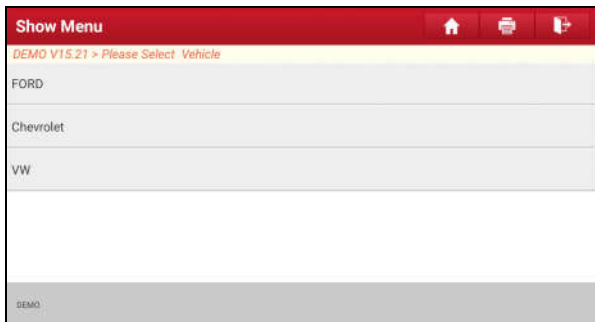 Show Menu
DEMO V15.21 > Please Select Vehicle
FORD
Chevrolet
VW
DEMO